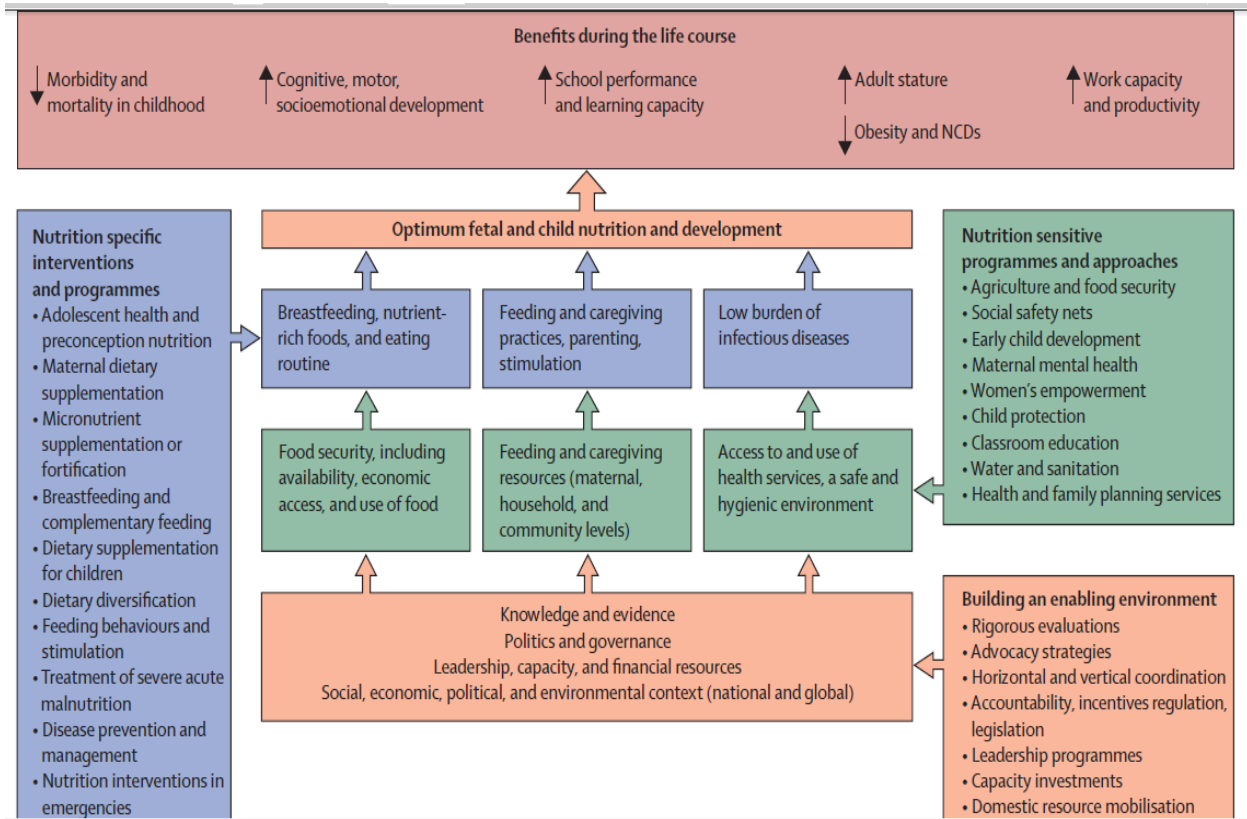 Benefits during the life course
Morbidity and
mortality in childhood
Cognitive, motor,
socioemotional development
School performance
and learning capacity
Adult stature
Obesity and NCDs
Work capacity
and productivity
Nutrition specific
interventions
and programmes
• Adolescent health and
preconception nutrition
• Maternal dietary
supplementation
• Micronutrient
supplementation or
fortification
• Breastfeeding and
complementary feeding
• Dietary supplementation
for children
• Dietary diversification
• Feeding behaviours and
stimulation
• Treatment of severe acute
malnutrition
• Disease prevention and
management
• Nutrition interventions in
emergencies
Optimum fetal and child nutrition and development
Breastfeeding, nutrient-
rich foods, and eating
routine
Feeding and caregiving
practices, parenting,
stimulation
Low burden of
infectious diseases
Food security, including
availability, economic
access, and use of food
Feeding and caregiving
resources (maternal,
household, and
community levels)
Access to and use of
health services, a safe and
hygienic environment
Knowledge and evidence
Politics and governance
Leadership, capacity, and financial resources
Social, economic, political, and environmental context (national and global)
Nutrition sensitive
programmes and approaches
• Agriculture and food security
• Social safety nets
• Early child development
• Maternal mental health
• Women's empowerment
• Child protection
• Classroom education
• Water and sanitation
• Health and family planning services
Building an enabling environment
• Rigorous evaluations
• Advocacy strategies
• Horizontal and vertical coordination
• Accountability, incentives regulation,
legislation
• Leadership programmes
• Capacity investments
• Domestic resource mobilisation